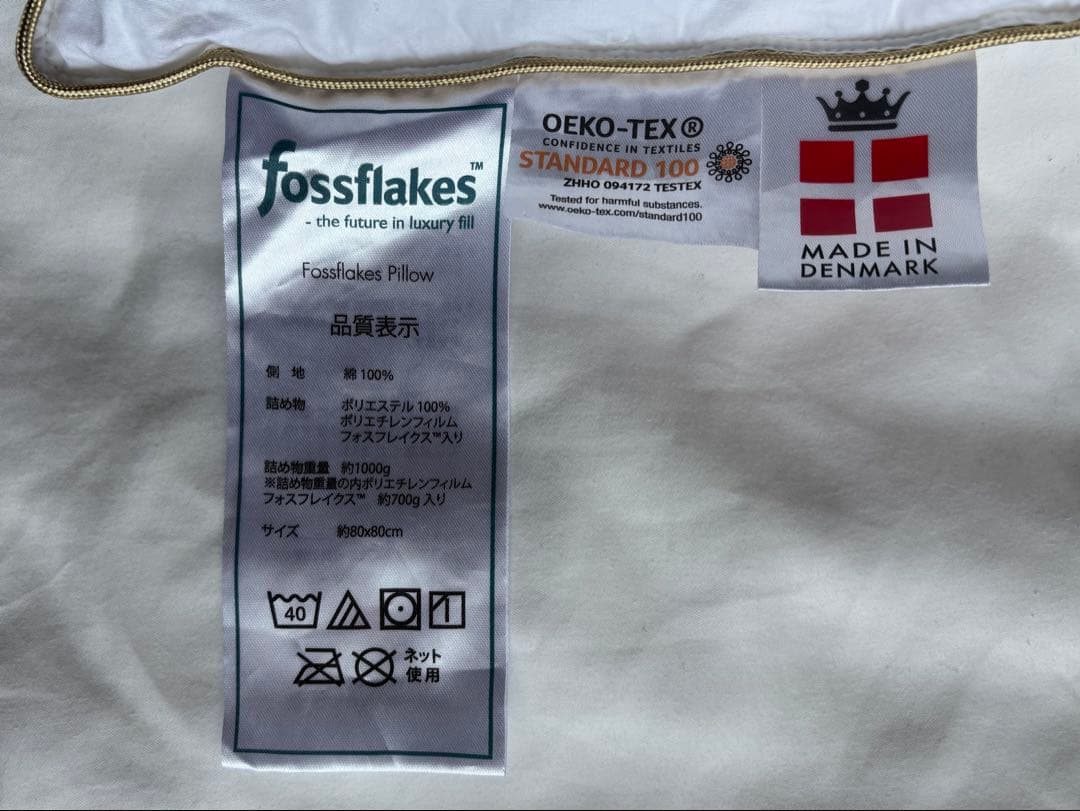 fossflakes™
- the future in luxury fill
Fossflakes Pillow
品質表示
側 地 綿100%
詰め物 ポリエステル100%
ポリエチレンフィルム
フォスフレイクス™入り
詰め物重量 約1000g
※詰め物重量の内ポリエチレンフィルム
フォスフレイクス™ 約700g入り
サイズ 約80x80cm
40
ネット
使用
OEKO-TEX®
CONFIDENCE IN TEXTILES
STANDARD 100
ZHHO 094172 TESTEX
Tested for harmful substances.
www.oeko-tex.com/standard100
MADE IN
DENMARK